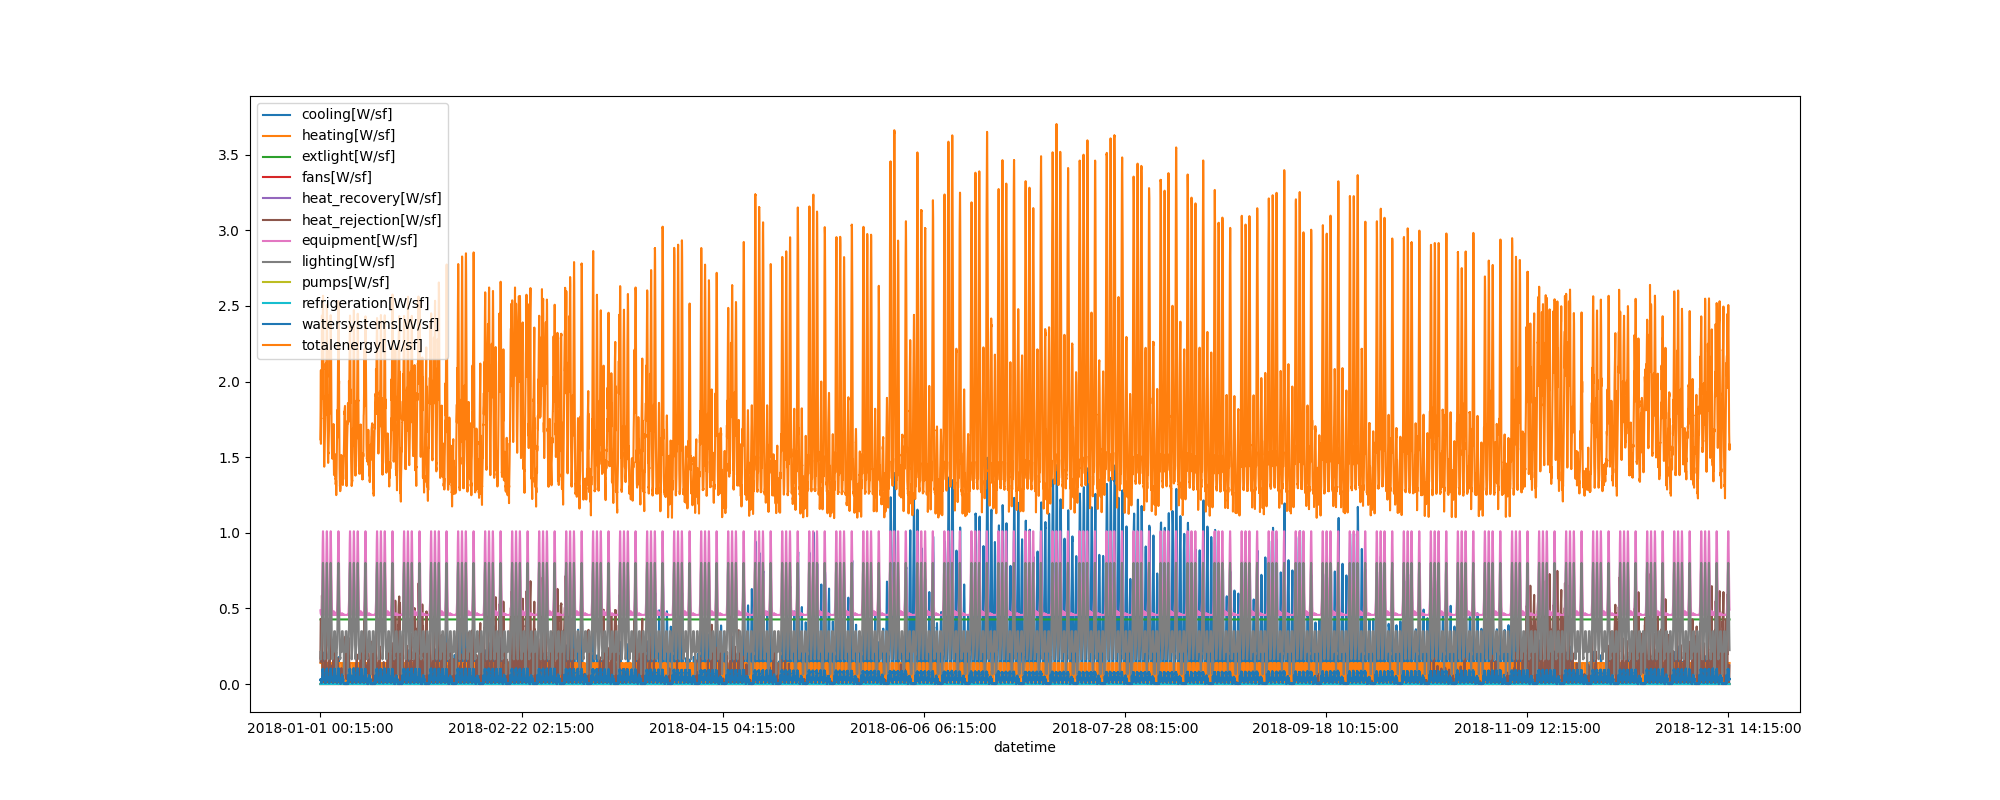 cooling[W/sf]
heating[W/sf]
extlight[W/sf]
fans[W/sf]
heat_recovery[W/sf]
heat_rejection[W/sf]
equipment[W/sf]
lighting[W/sf]
pumps[W/sf]
refrigeration[W/sf]
watersystems[W/sf]
totalenergy[W/sf]
3.5
3.0
2.5
2.0
1.5
1.0
0.5
0.0
2018-01-01 00:15:00 2018-02-22 02:15:00 2018-04-15 04:15:00 2018-06-06 06:15:00 2018-07-28 08:15:00 2018-09-18 10:15:00 2018-11-09 12:15:00 2018-12-31 14:15:00
datetime